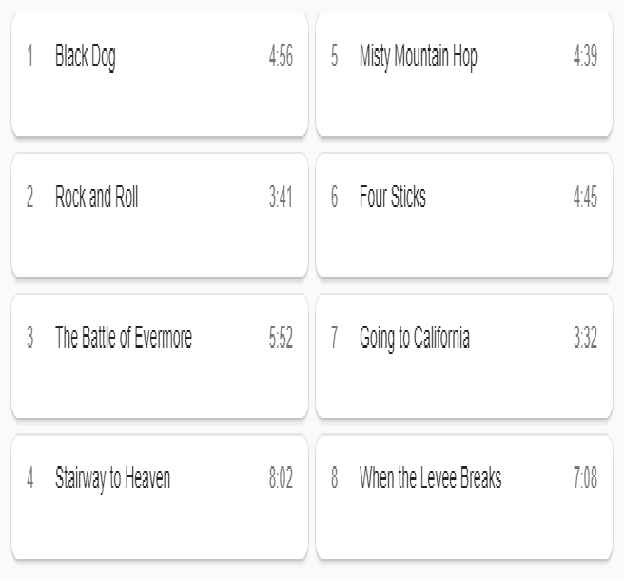 1 Black Dog 4:56
2 Rock and Roll 3:41
3 The Battle of Evermore 5:52
4 Stairway to Heaven 8:02
5 Misty Mountain Hop 4:39
6 Four Sticks 4:45
7 Going to California 3:32
8 When the Levee Breaks 7:08